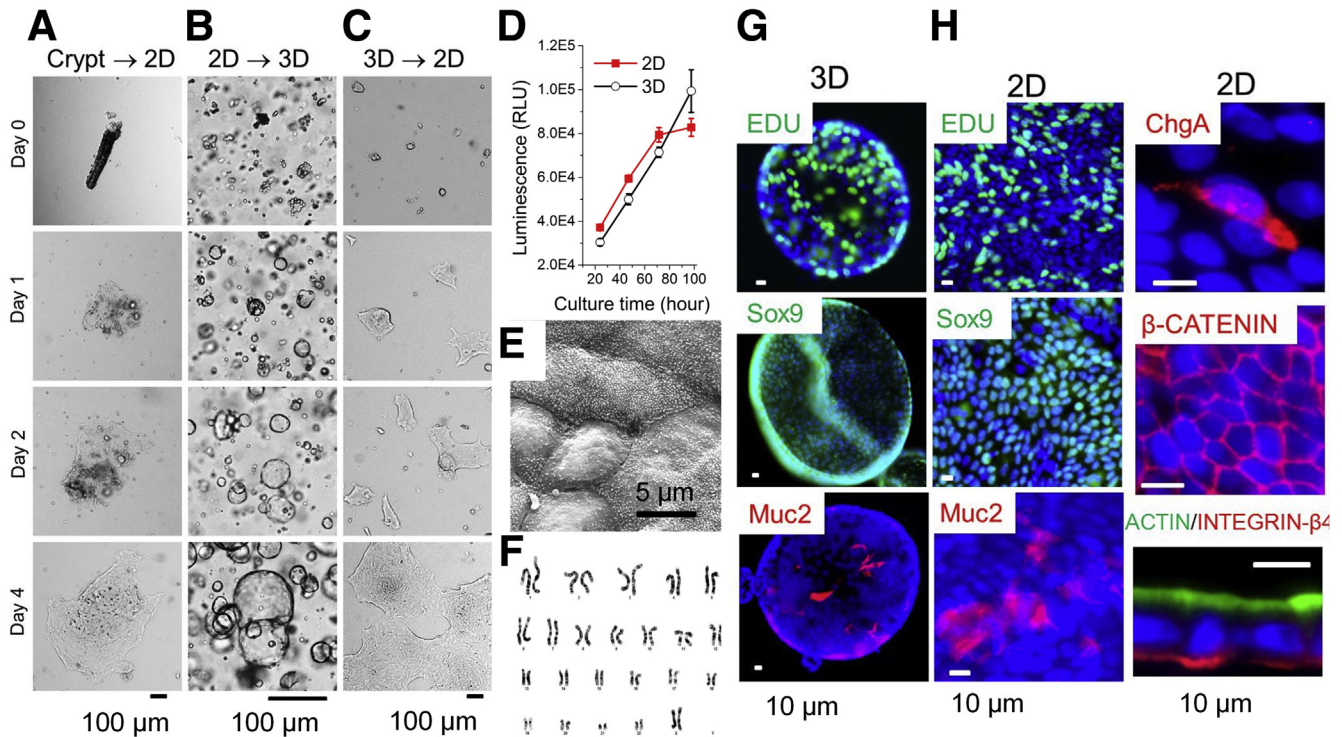 A
B
C
D
G
H
Crypt → 2D
2D → 3D
3D → 2D
Day 0
Day 1
Day 2
Day 4
100 µm
100 µm
100 µm
1.2E5
1.0E5
8.0E4
6.0E4
4.0E4
2.0E4
Luminescence (RLU)
2D
3D
20 40 60 80 100
Culture time (hour)
E
5 µm
F
3D
EDU
Sox9
Muc2
10 µm
2D
EDU
Sox9
Muc2
10 µm
2D
ChgA
β-CATENIN
ACTIN/INTEGRIN-β4
10 µm